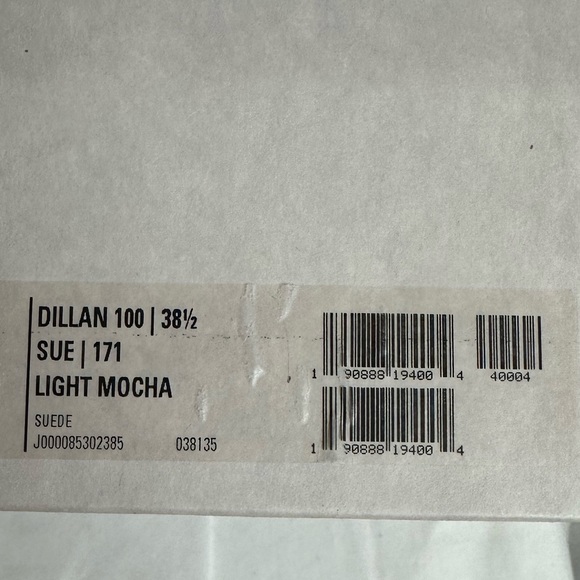 DILLAN 100 | 38½
SUE | 171
LIGHT MOCHA
SUEDE
J000085302385 038135
1 90888 19400 4
40004
1 90888 19400 4